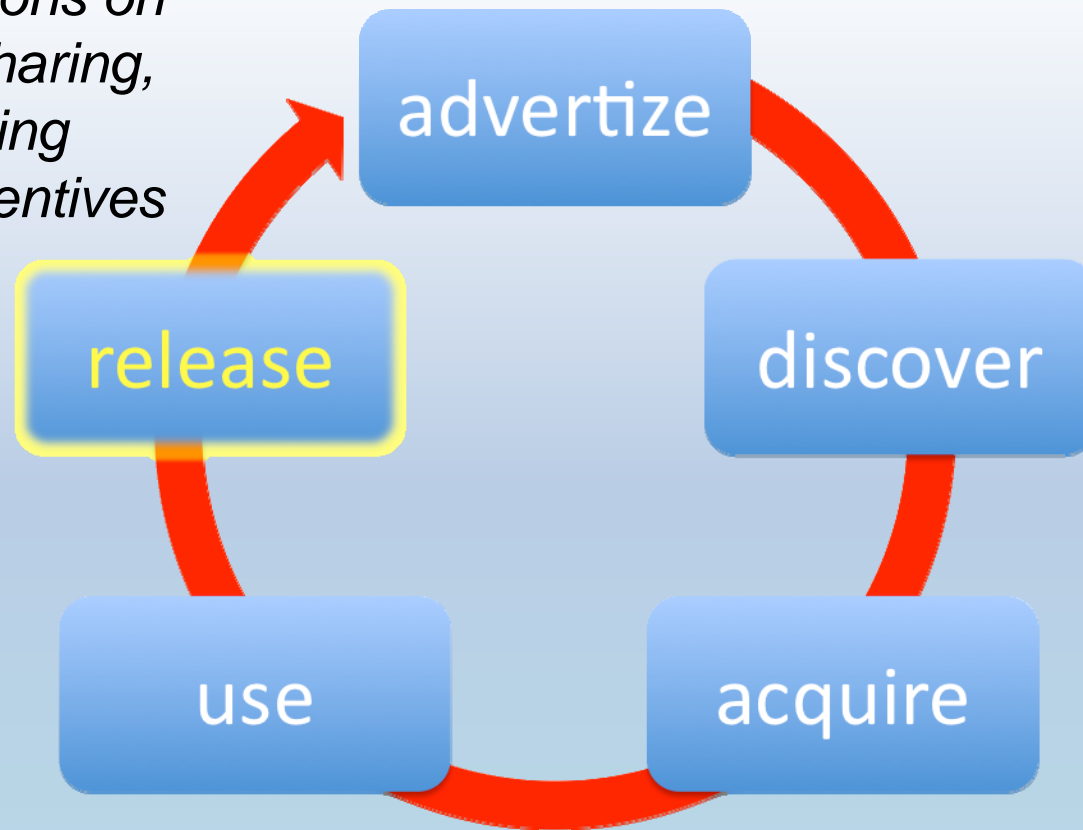 ons on
haring,
ing
entives
advertize
release
discover
use
acquire